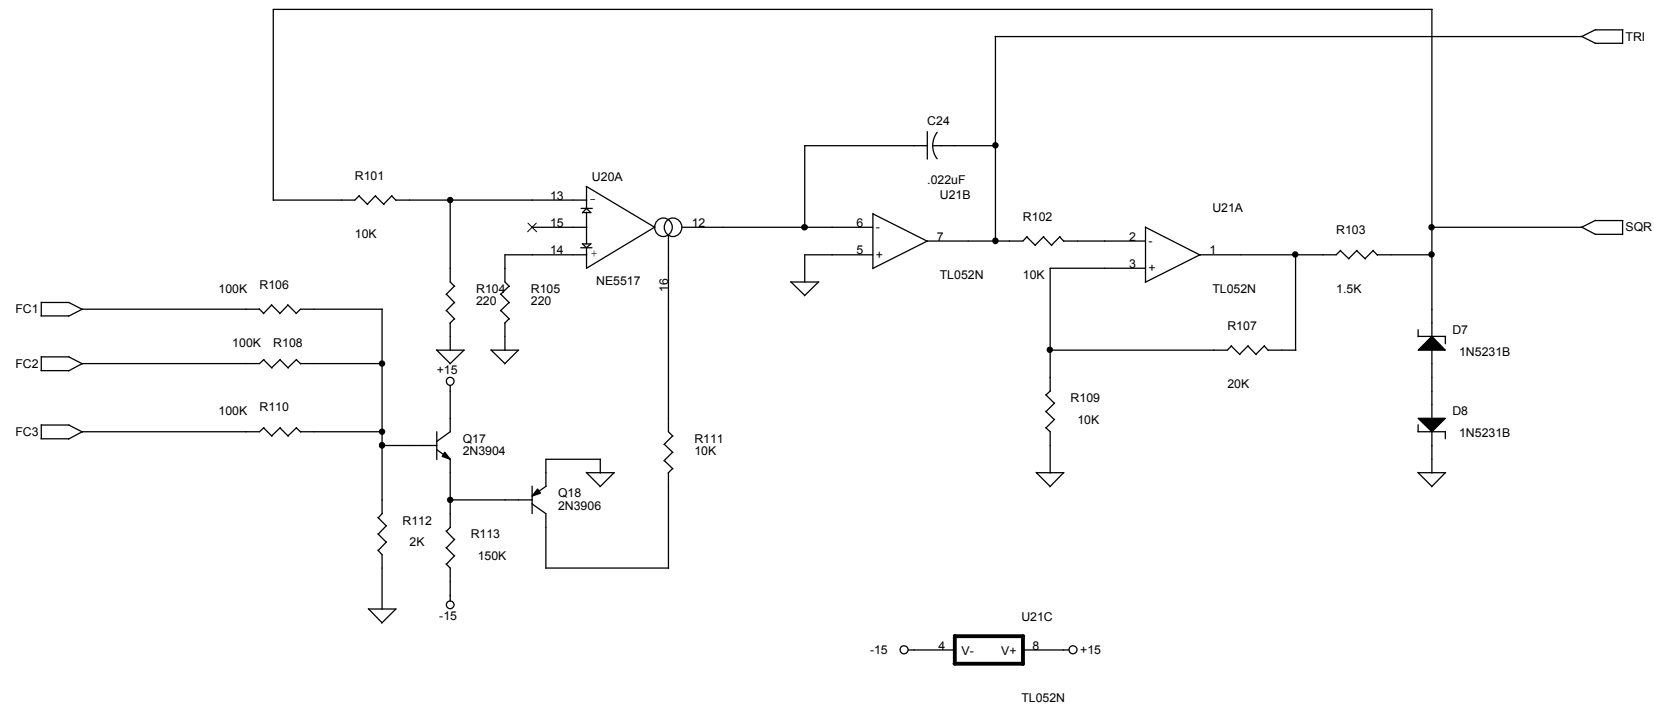 TRI
C24
.022uF
U21B
R101
10K
U20A
13
-
15
14
+
12
NE5517
16
6
-
5
+
7
TL052N
R102
10K
U21A
2
-
3
+
1
TL052N
R103
1.5K
SQR
R104
220
R105
220
FC1
100K
R106
FC2
100K
R108
FC3
100K
R110
+15
Q17
2N3904
Q18
2N3906
R111
10K
R112
2K
R113
150K
-15
R107
20K
R109
10K
D7
1N5231B
D8
1N5231B
U21C
-15
4
V-
V+
8
+15
TL052N